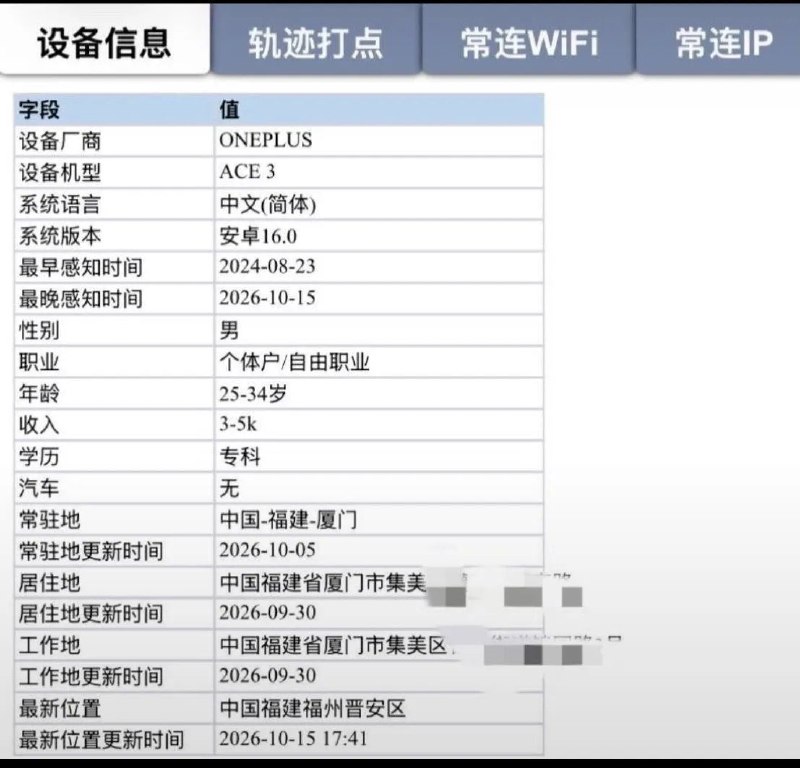 设备信息 轨迹打点 常连WiFi 常连IP
字段 值
设备厂商 ONEPLUS
设备机型 ACE 3
系统语言 中文(简体)
系统版本 安卓16.0
最早感知时间 2024-08-23
最晚感知时间 2026-10-15
性别 男
职业 个体户/自由职业
年龄 25-34岁
收入 3-5k
学历 专科
汽车 无
常驻地 中国-福建-厦门
常驻地更新时间 2026-10-05
居住地 中国福建省厦门市集美
居住地更新时间 2026-09-30
工作地 中国福建省厦门市集美区
工作地更新时间 2026-09-30
最新位置 中国福建福州晋安区
最新位置更新时间 2026-10-15 17:41